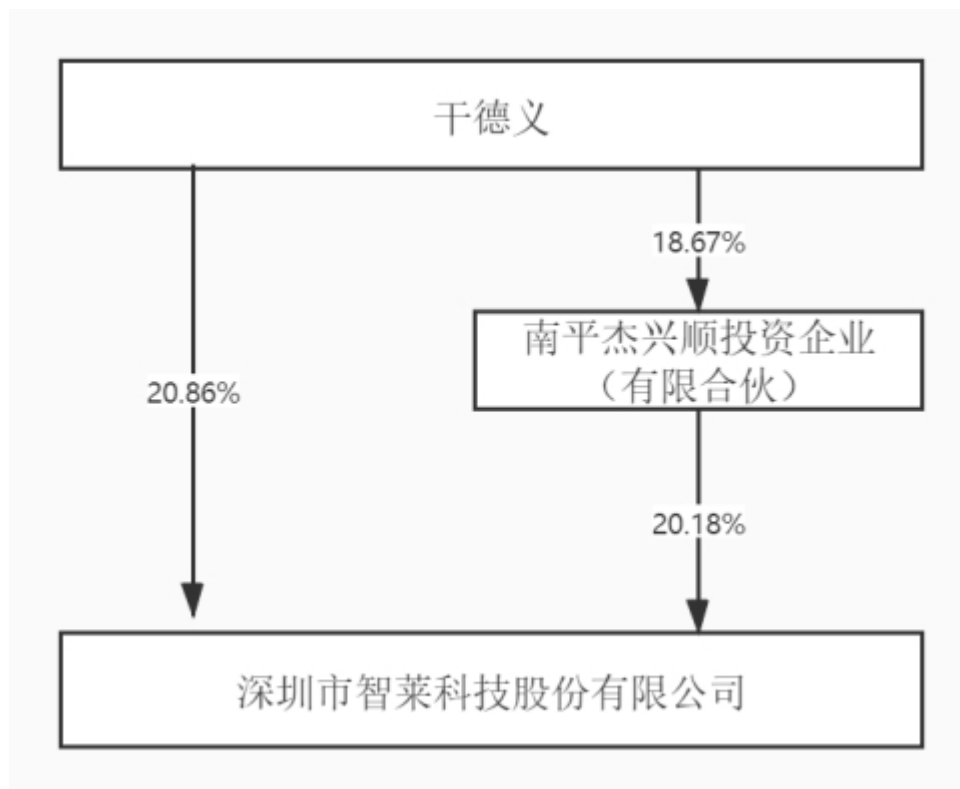 干德义
18.67%
南平杰兴顺投资企业
（有限合伙）
20.86%
20.18%
深圳市智莱科技股份有限公司